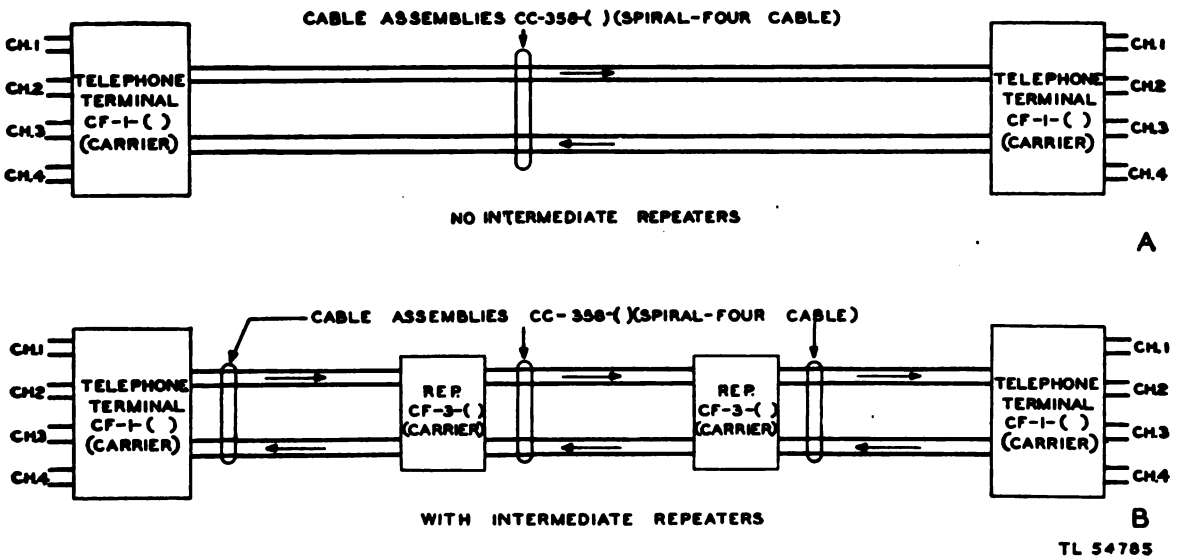 CABLE ASSEMBLIES CC-358-( ) (SPIRAL-FOUR CABLE)
CH.1
CH.2
CH.3
CH.4
TELEPHONE
TERMINAL
CF-1-( )
(CARRIER)
TELEPHONE
TERMINAL
CF-1-( )
(CARRIER)
CH.1
CH.2
CH.3
CH.4
NO INTERMEDIATE REPEATERS
A
CABLE ASSEMBLIES CC-358-( )(SPIRAL-FOUR CABLE)
CH.1
CH.2
CH.3
CH.4
TELEPHONE
TERMINAL
CF-1-( )
(CARRIER)
REP.
CF-3-( )
(CARRIER)
REP.
CF-3-( )
(CARRIER)
TELEPHONE
TERMINAL
CF-1-( )
(CARRIER)
CH.1
CH.2
CH.3
CH.4
WITH INTERMEDIATE REPEATERS
B
TL 54785